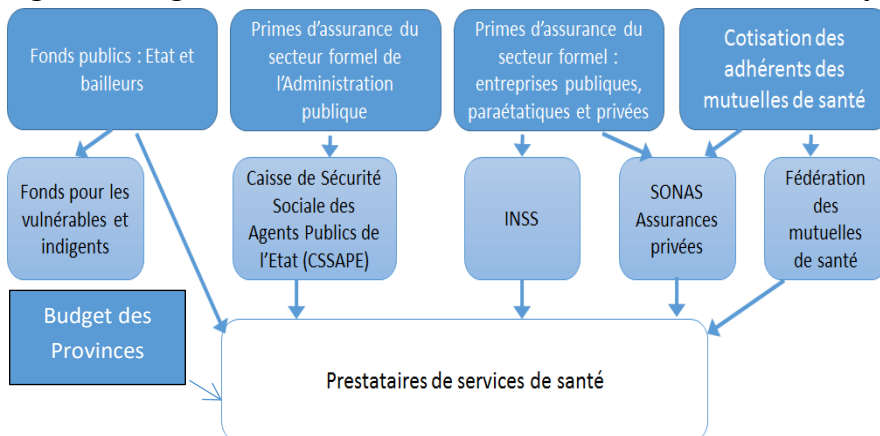 Fonds publics : Etat et
bailleurs
Primes d'assurance du
secteur formel de
l'Administration
publique
Primes d'assurance du
secteur formel :
entreprises publiques,
paraétatiques et privées
Cotisation des
adhérents des
mutuelles de santé
Fonds pour les
vulnérables et
indigents
Caisse de Sécurité
Sociale des
Agents Publics de
l'Etat (CSSAPE)
INSS
SONAS
Assurances
privées
Fédération
des
mutuelles
de santé
Budget des
Provinces
Prestataires de services de santé